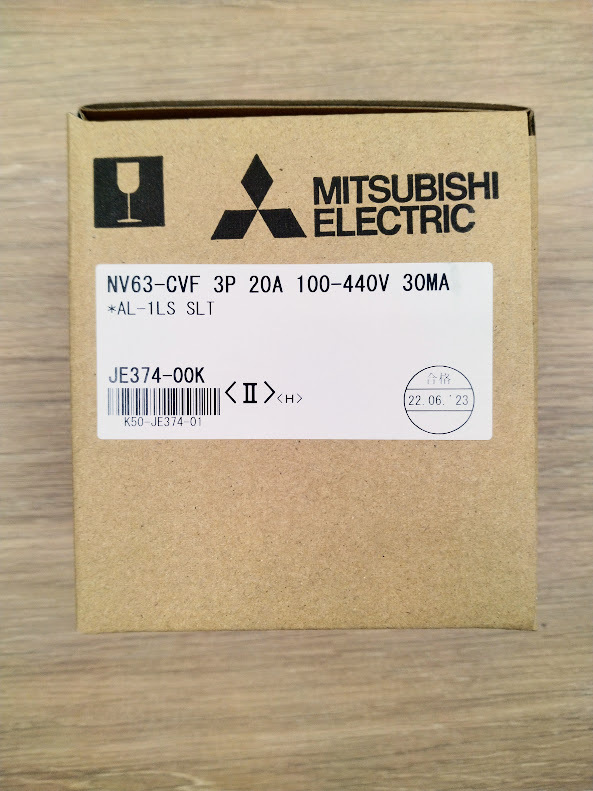 MITSUBISHI
ELECTRIC
NV63-CVF 3P 20A 100-440V 30MA
*AL-1LS SLT
JE374-00K
<Ⅱ><H>
K50-JE374-01
合格
22.06.'23